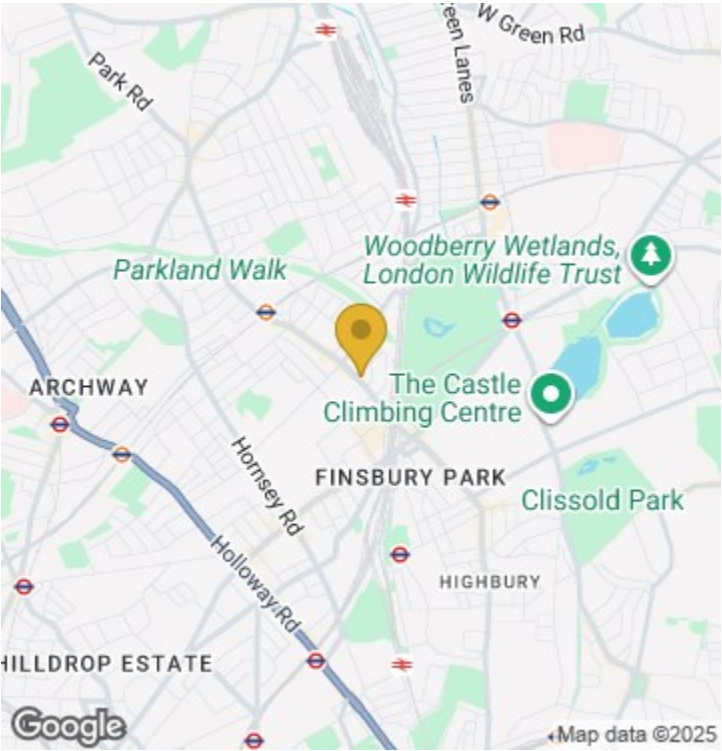 W Green Rd
Green Lanes
Park Rd
Woodberry Wetlands,
London Wildlife Trust
Parkland Walk
ARCHWAY
The Castle
Climbing Centre
Hornsey Rd
FINSBURY PARK
Clissold Park
Holloway Rd
HIGHBURY
HILLDROP ESTATE
Google
Map data ©2025